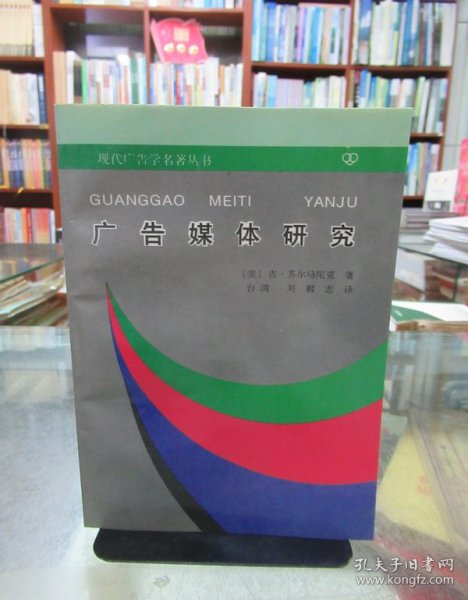 现代广告学名著丛书
GUANGGAO MEITI YANJU
广告媒体研究
〔美〕吉·苏尔马尼克 著
台湾 刘毅志 译
孔夫子旧书网
www.kongfz.com